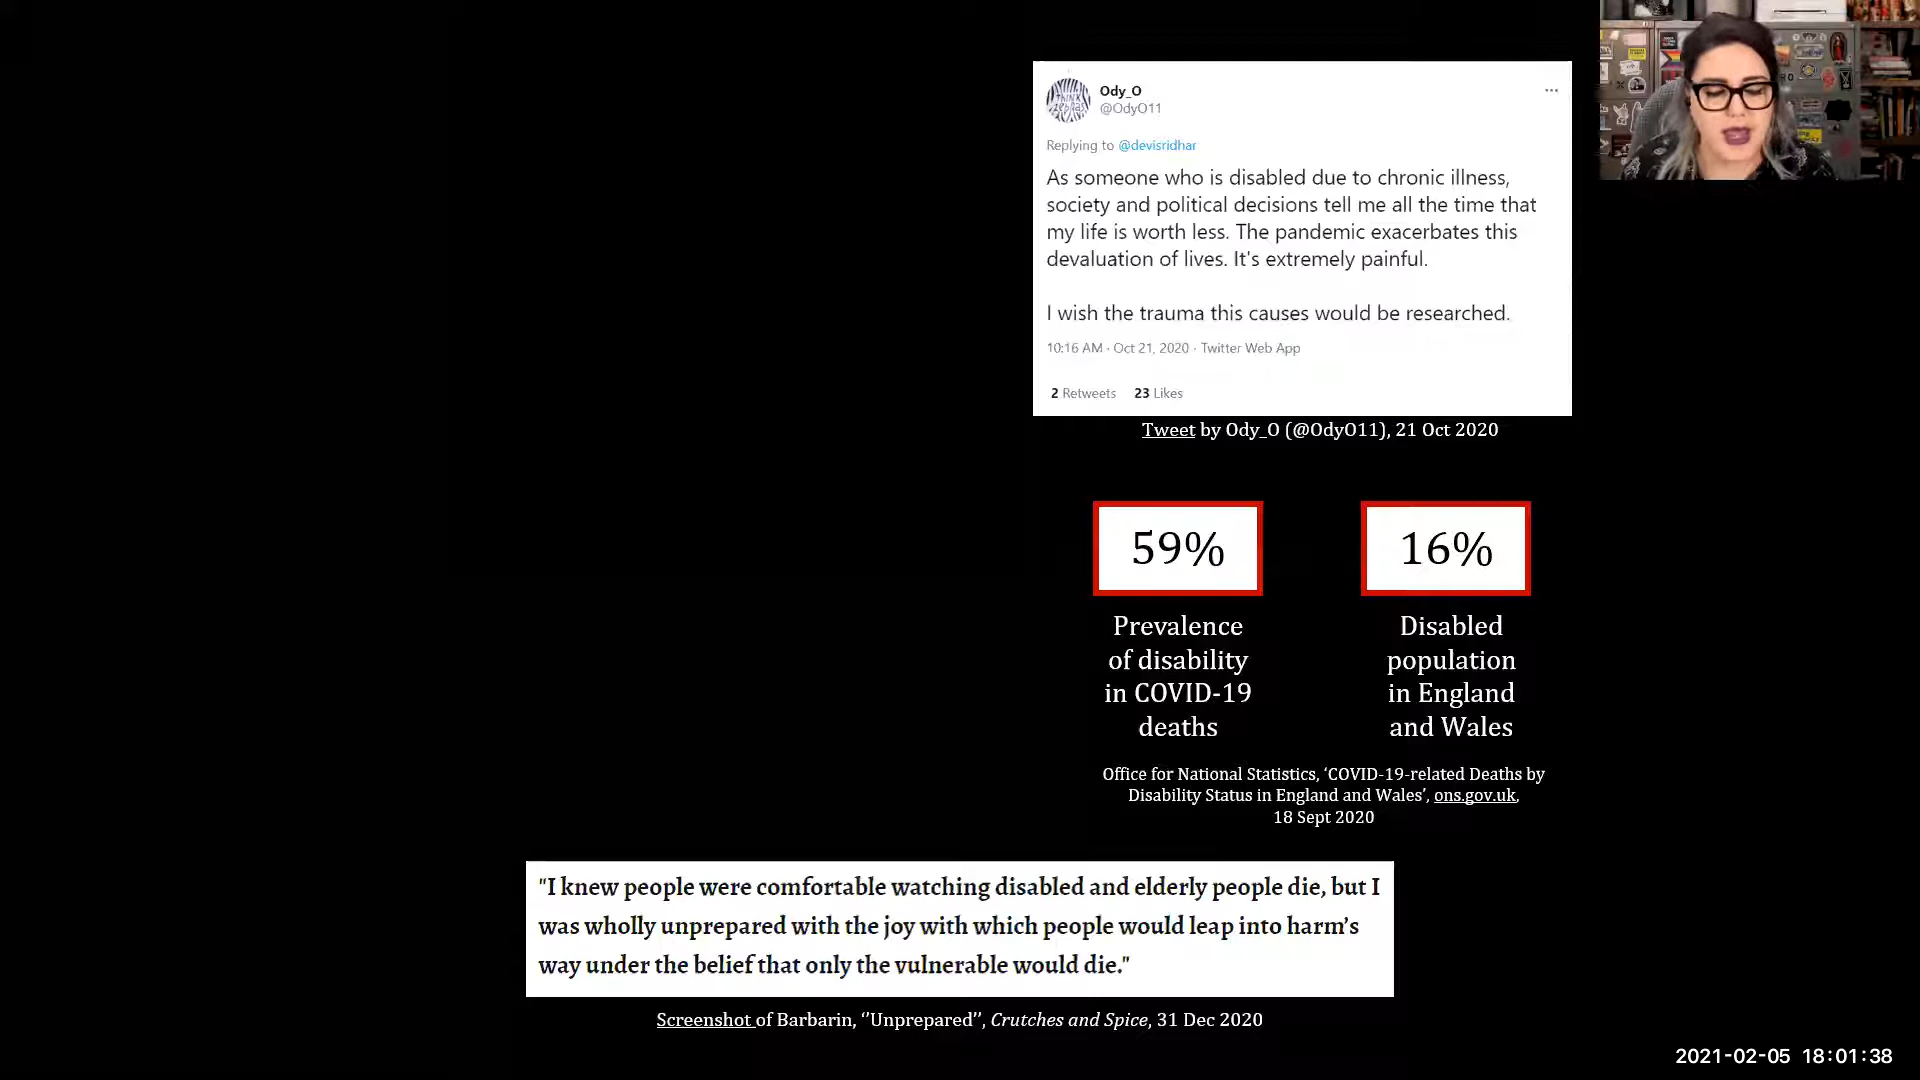 Ody_O
@OdyO11
Replying to @devisridhar
As someone who is disabled due to chronic illness,
society and political decisions tell me all the time that
my life is worth less. The pandemic exacerbates this
devaluation of lives. It's extremely painful.
I wish the trauma this causes would be researched.
10:16 AM · Oct 21, 2020 · Twitter Web App
2 Retweets 23 Likes
Tweet by Ody_O (@OdyO11), 21 Oct 2020
59%
Prevalence
of disability
in COVID-19
deaths
16%
Disabled
population
in England
and Wales
Office for National Statistics, ‘COVID-19-related Deaths by
Disability Status in England and Wales’, ons.gov.uk,
18 Sept 2020
"I knew people were comfortable watching disabled and elderly people die, but I
was wholly unprepared with the joy with which people would leap into harm’s
way under the belief that only the vulnerable would die."
Screenshot of Barbarin, ‘’Unprepared’’, Crutches and Spice, 31 Dec 2020
2021-02-05 18:01:38